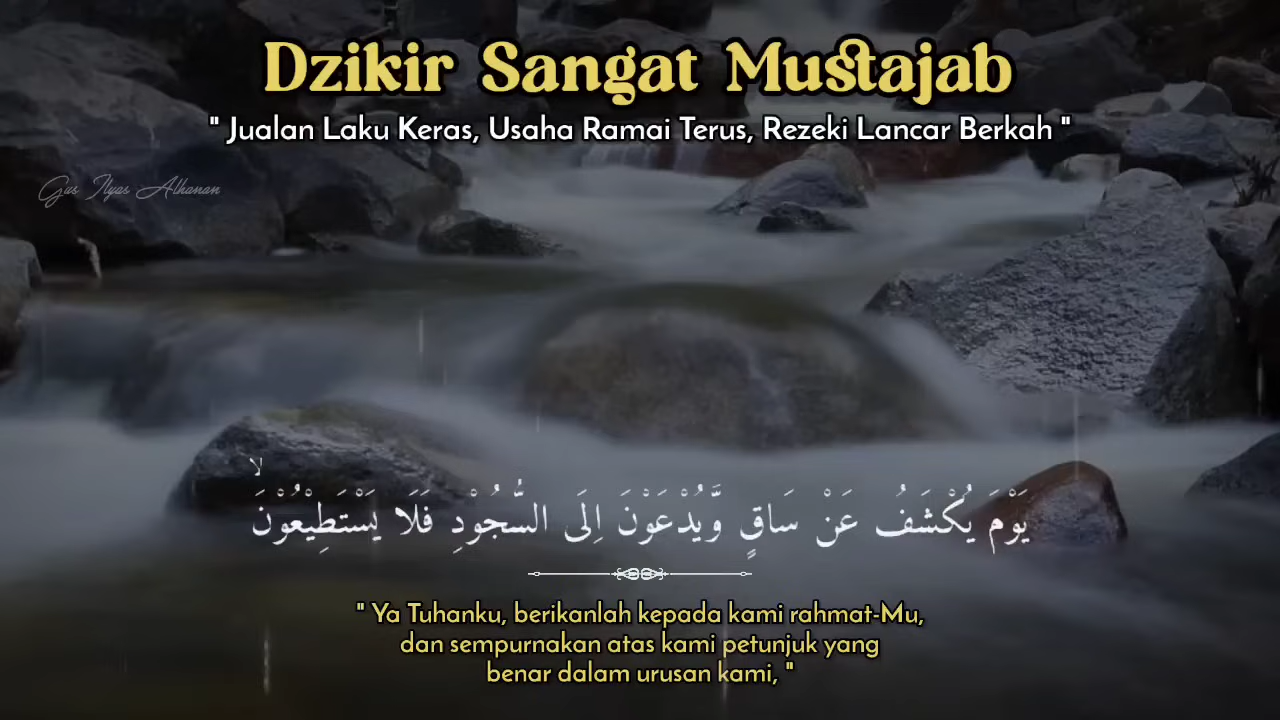 Dzikir Sangat Mustajab
" Jualan Laku Keras, Usaha Ramai Terus, Rezeki Lancar Berkah "
Gus Ilyas Alhanan
يَوْمَ يُكْشَفُ عَنْ سَاقٍ وَّيُدْعَوْنَ اِلَى السُّجُوْدِ فَلَا يَسْتَطِيْعُوْنَۙ
" Ya Tuhanku, berikanlah kepada kami rahmat-Mu,
dan sempurnakan atas kami petunjuk yang
benar dalam urusan kami, "